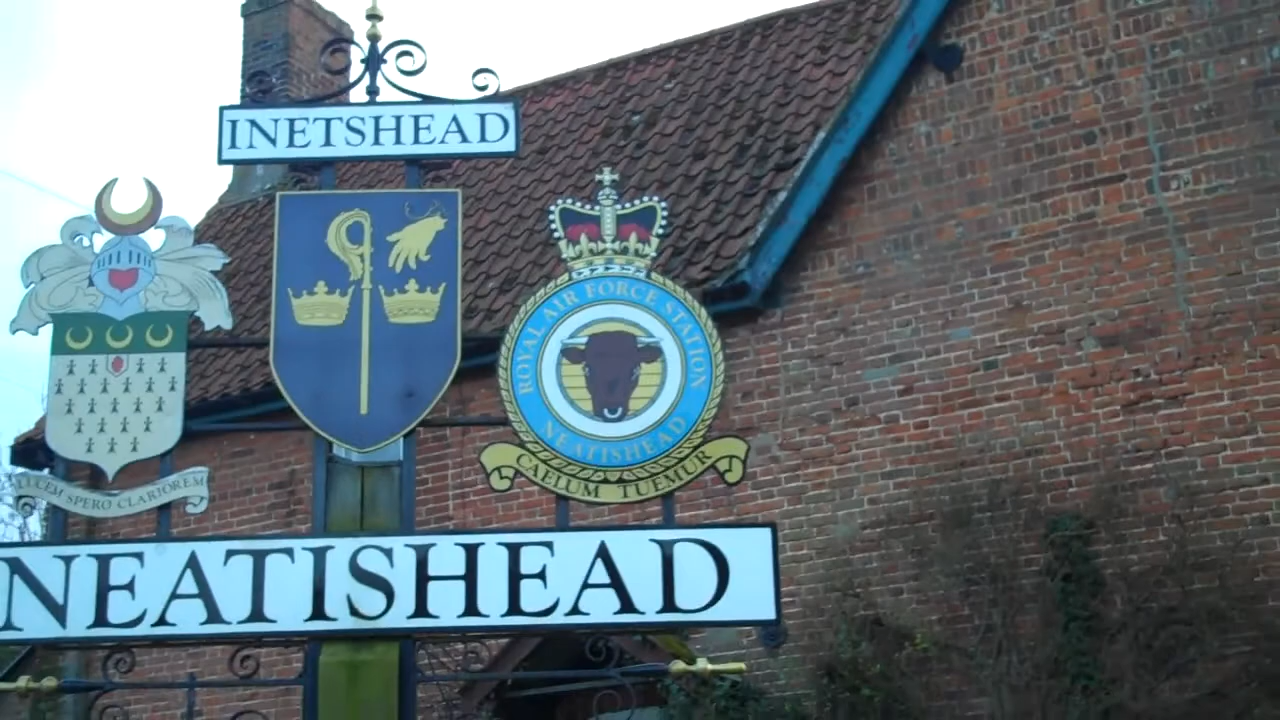 INETSHEAD
ROYAL AIR FORCE STATION
NEATISHEAD
CAELUM TUEMUR
LUCEM SPERO CLARIOREM
NEATISHEAD